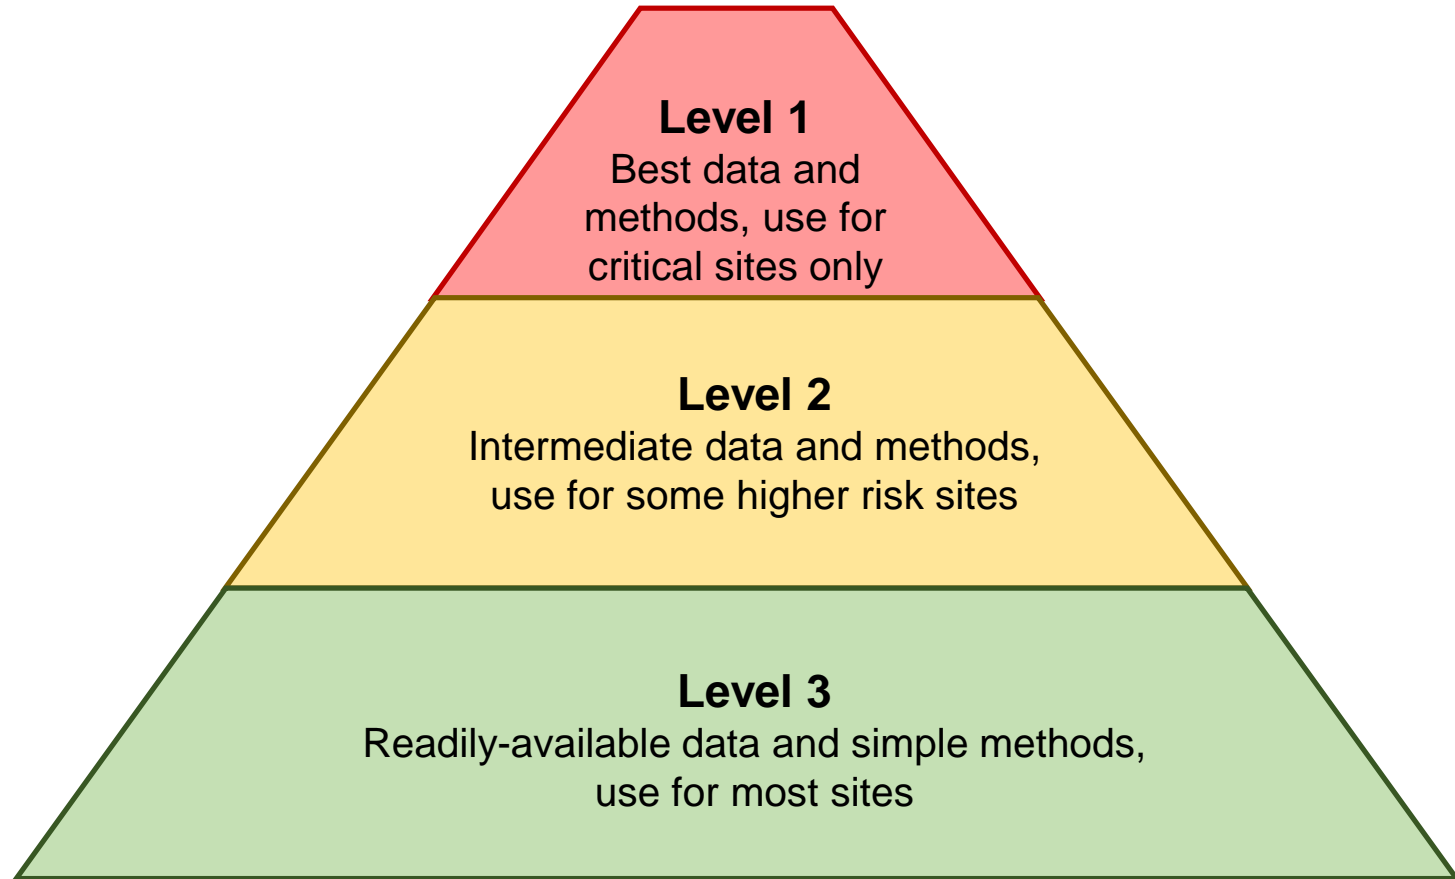 Level 1
Best data and
methods, use for
critical sites only
Level 2
Intermediate data and methods,
use for some higher risk sites
Level 3
Readily-available data and simple methods,
use for most sites